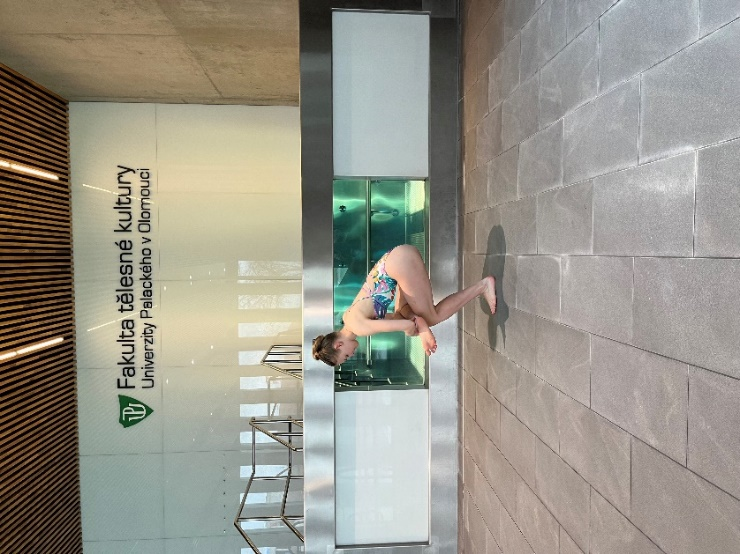 Fakulta tělesné kultury
Univerzity Palackého v Olomouci